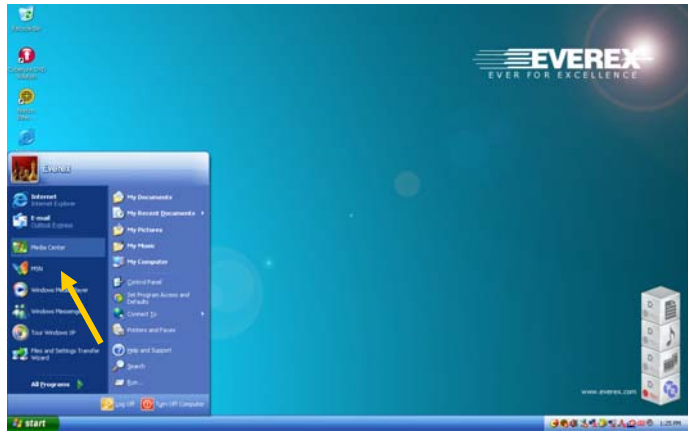 EVEREX
EVER FOR EXCELLENCE
Everex
Internet
Internet Explorer
E-mail
Outlook Express
Media Center
MSN
Windows Media Player
Windows Messenger
Tour Windows XP
Files and Settings Transfer
Wizard
All Programs
My Documents
My Recent Documents
My Pictures
My Music
My Computer
Control Panel
Set Program Access and
Defaults
Connect To
Printers and Faxes
Help and Support
Search
Run...
Log Off
Turn Off Computer
www.everex.com
start
1:25 PM